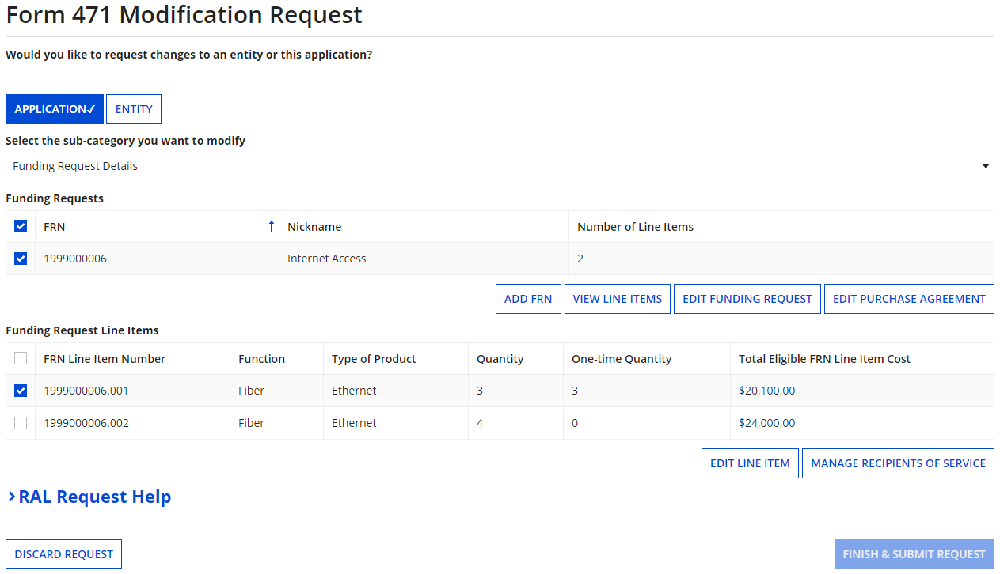 Form 471 Modification Request
Would you like to request changes to an entity or this application?
APPLICATION✓ ENTITY
Select the sub-category you want to modify
Funding Request Details
Funding Requests
FRN Nickname Number of Line Items
1999000006 Internet Access 2
ADD FRN VIEW LINE ITEMS EDIT FUNDING REQUEST EDIT PURCHASE AGREEMENT
Funding Request Line Items
FRN Line Item Number Function Type of Product Quantity One-time Quantity Total Eligible FRN Line Item Cost
1999000006.001 Fiber Ethernet 3 3 $20,100.00
1999000006.002 Fiber Ethernet 4 0 $24,000.00
EDIT LINE ITEM MANAGE RECIPIENTS OF SERVICE
RAL Request Help
DISCARD REQUEST FINISH & SUBMIT REQUEST